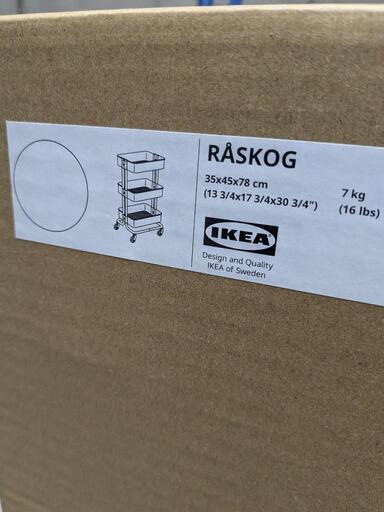 RÅSKOG
35x45x78 cm
(13 3/4x17 3/4x30 3/4")
7 kg
(16 lbs)
IKEA
Design and Quality
IKEA of Sweden